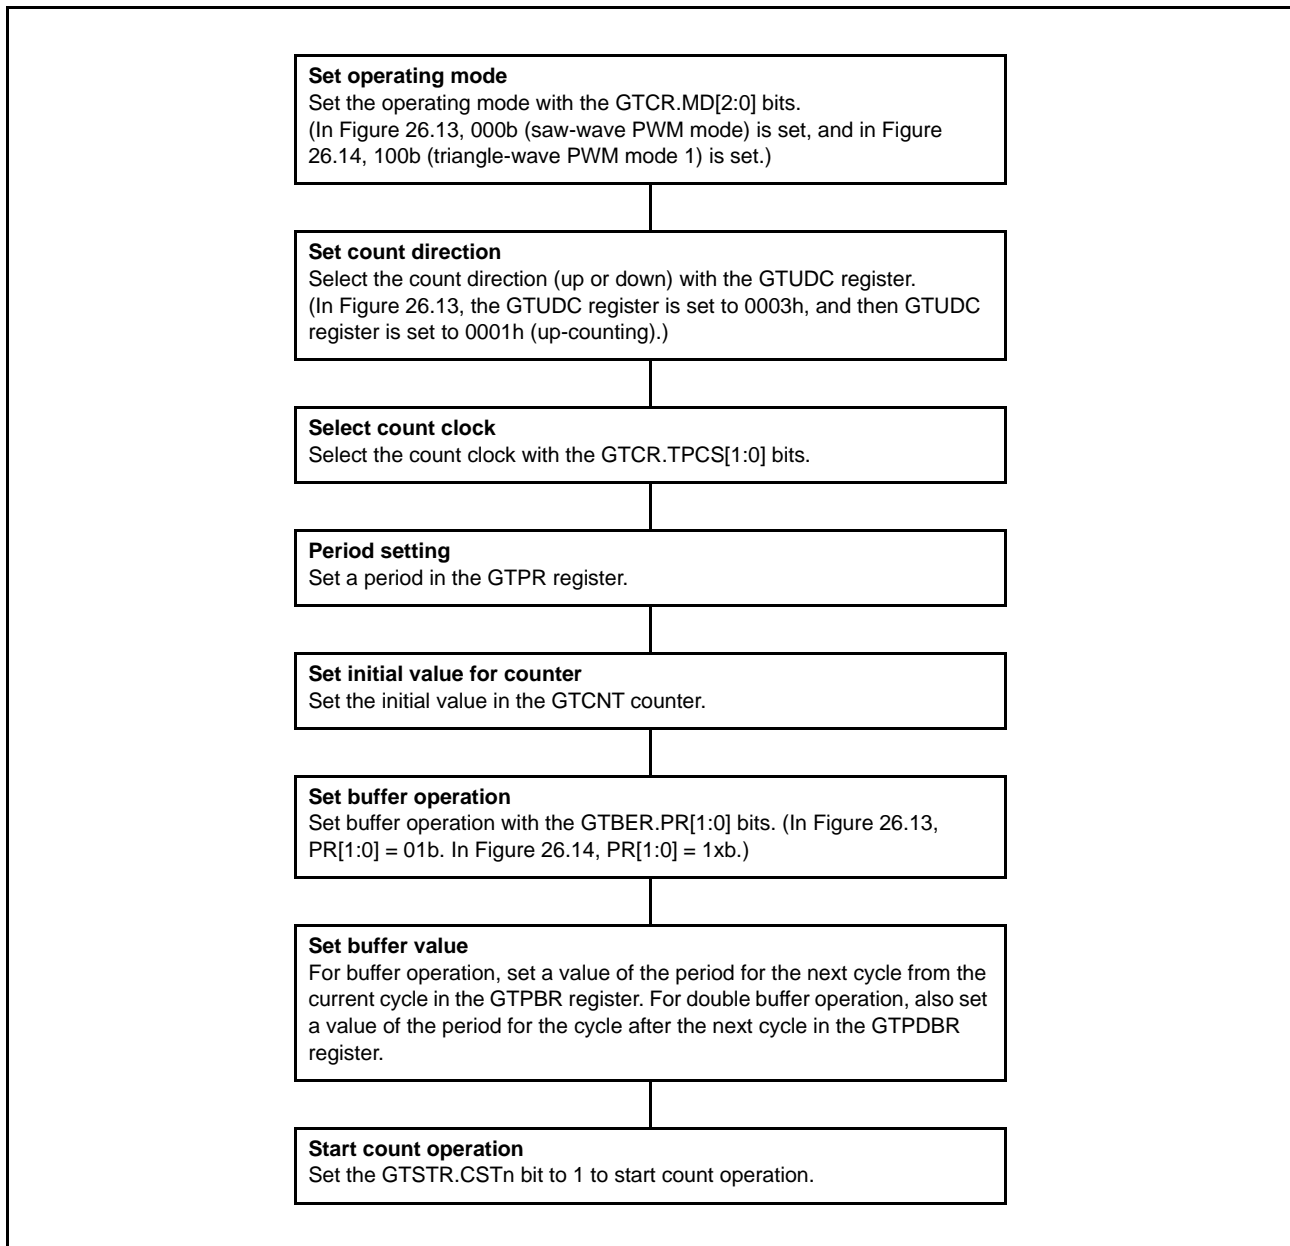 Set operating mode
Set the operating mode with the GTCR.MD[2:0] bits.
(In Figure 26.13, 000b (saw-wave PWM mode) is set, and in Figure
26.14, 100b (triangle-wave PWM mode 1) is set.)
Set count direction
Select the count direction (up or down) with the GTUDC register.
(In Figure 26.13, the GTUDC register is set to 0003h, and then GTUDC
register is set to 0001h (up-counting).)
Select count clock
Select the count clock with the GTCR.TPCS[1:0] bits.
Period setting
Set a period in the GTPR register.
Set initial value for counter
Set the initial value in the GTCNT counter.
Set buffer operation
Set buffer operation with the GTBER.PR[1:0] bits. (In Figure 26.13,
PR[1:0] = 01b. In Figure 26.14, PR[1:0] = 1xb.)
Set buffer value
For buffer operation, set a value of the period for the next cycle from the
current cycle in the GTPBR register. For double buffer operation, also set
a value of the period for the cycle after the next cycle in the GTPDBR
register.
Start count operation
Set the GTSTR.CSTn bit to 1 to start count operation.